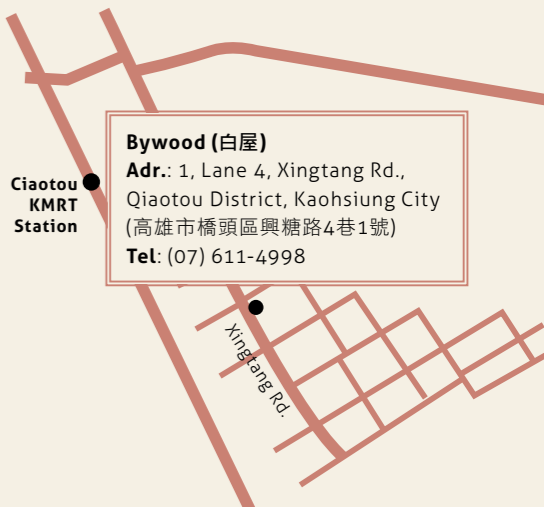 Bywood (白屋)
Adr.: 1, Lane 4, Xingtang Rd.,
Qiaotou District, Kaohsiung City
(高雄市橋頭區興糖路4巷1號)
Tel: (07) 611-4998
Ciaotou
KMRT
Station
Xingtang Rd.